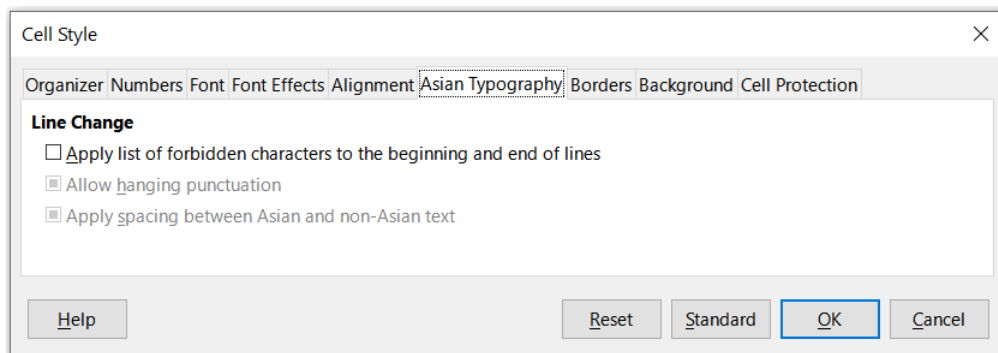 Cell Style
Organizer Numbers Font Font Effects Alignment Asian Typography Borders Background Cell Protection
Line Change
Apply list of forbidden characters to the beginning and end of lines
Allow hanging punctuation
Apply spacing between Asian and non-Asian text
Help Reset Standard OK Cancel